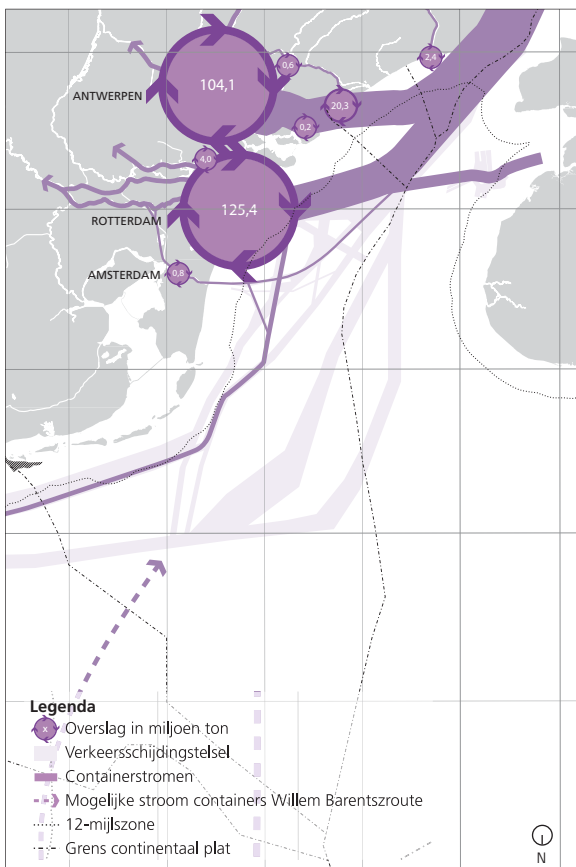 2,4
0,6
104,1
ANTWERPEN
20,3
0,2
4,0
125,4
ROTTERDAM
AMSTERDAM
0,8
Legenda
x Overslag in miljoen ton
Verkeersschijdingstelsel
Containerstromen
Mogelijke stroom containers Willem Barentszroute
12-mijlszone
Grens continentaal plat
N